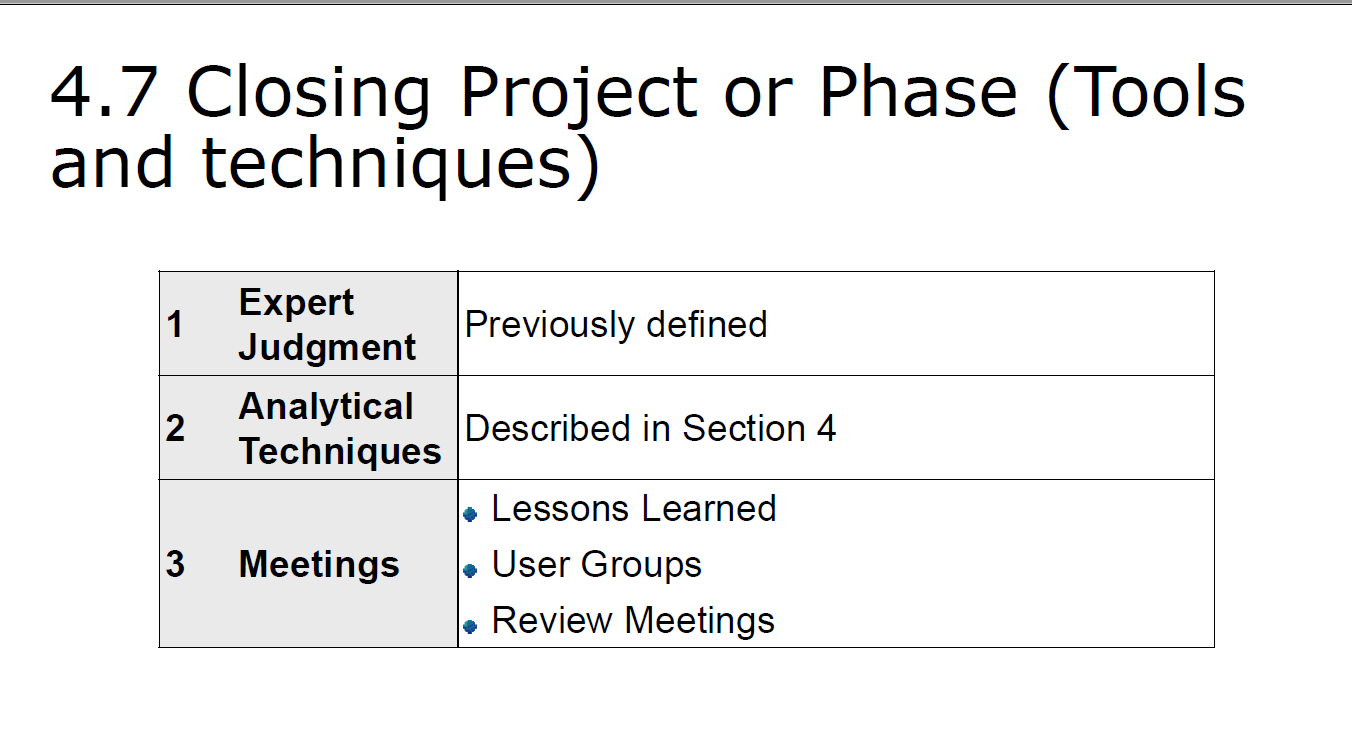 4.7 Closing Project or Phase (Tools
and techniques)
1 Expert
Judgment
Previously defined
2 Analytical
Techniques
Described in Section 4
3 Meetings
Lessons Learned
User Groups
Review Meetings